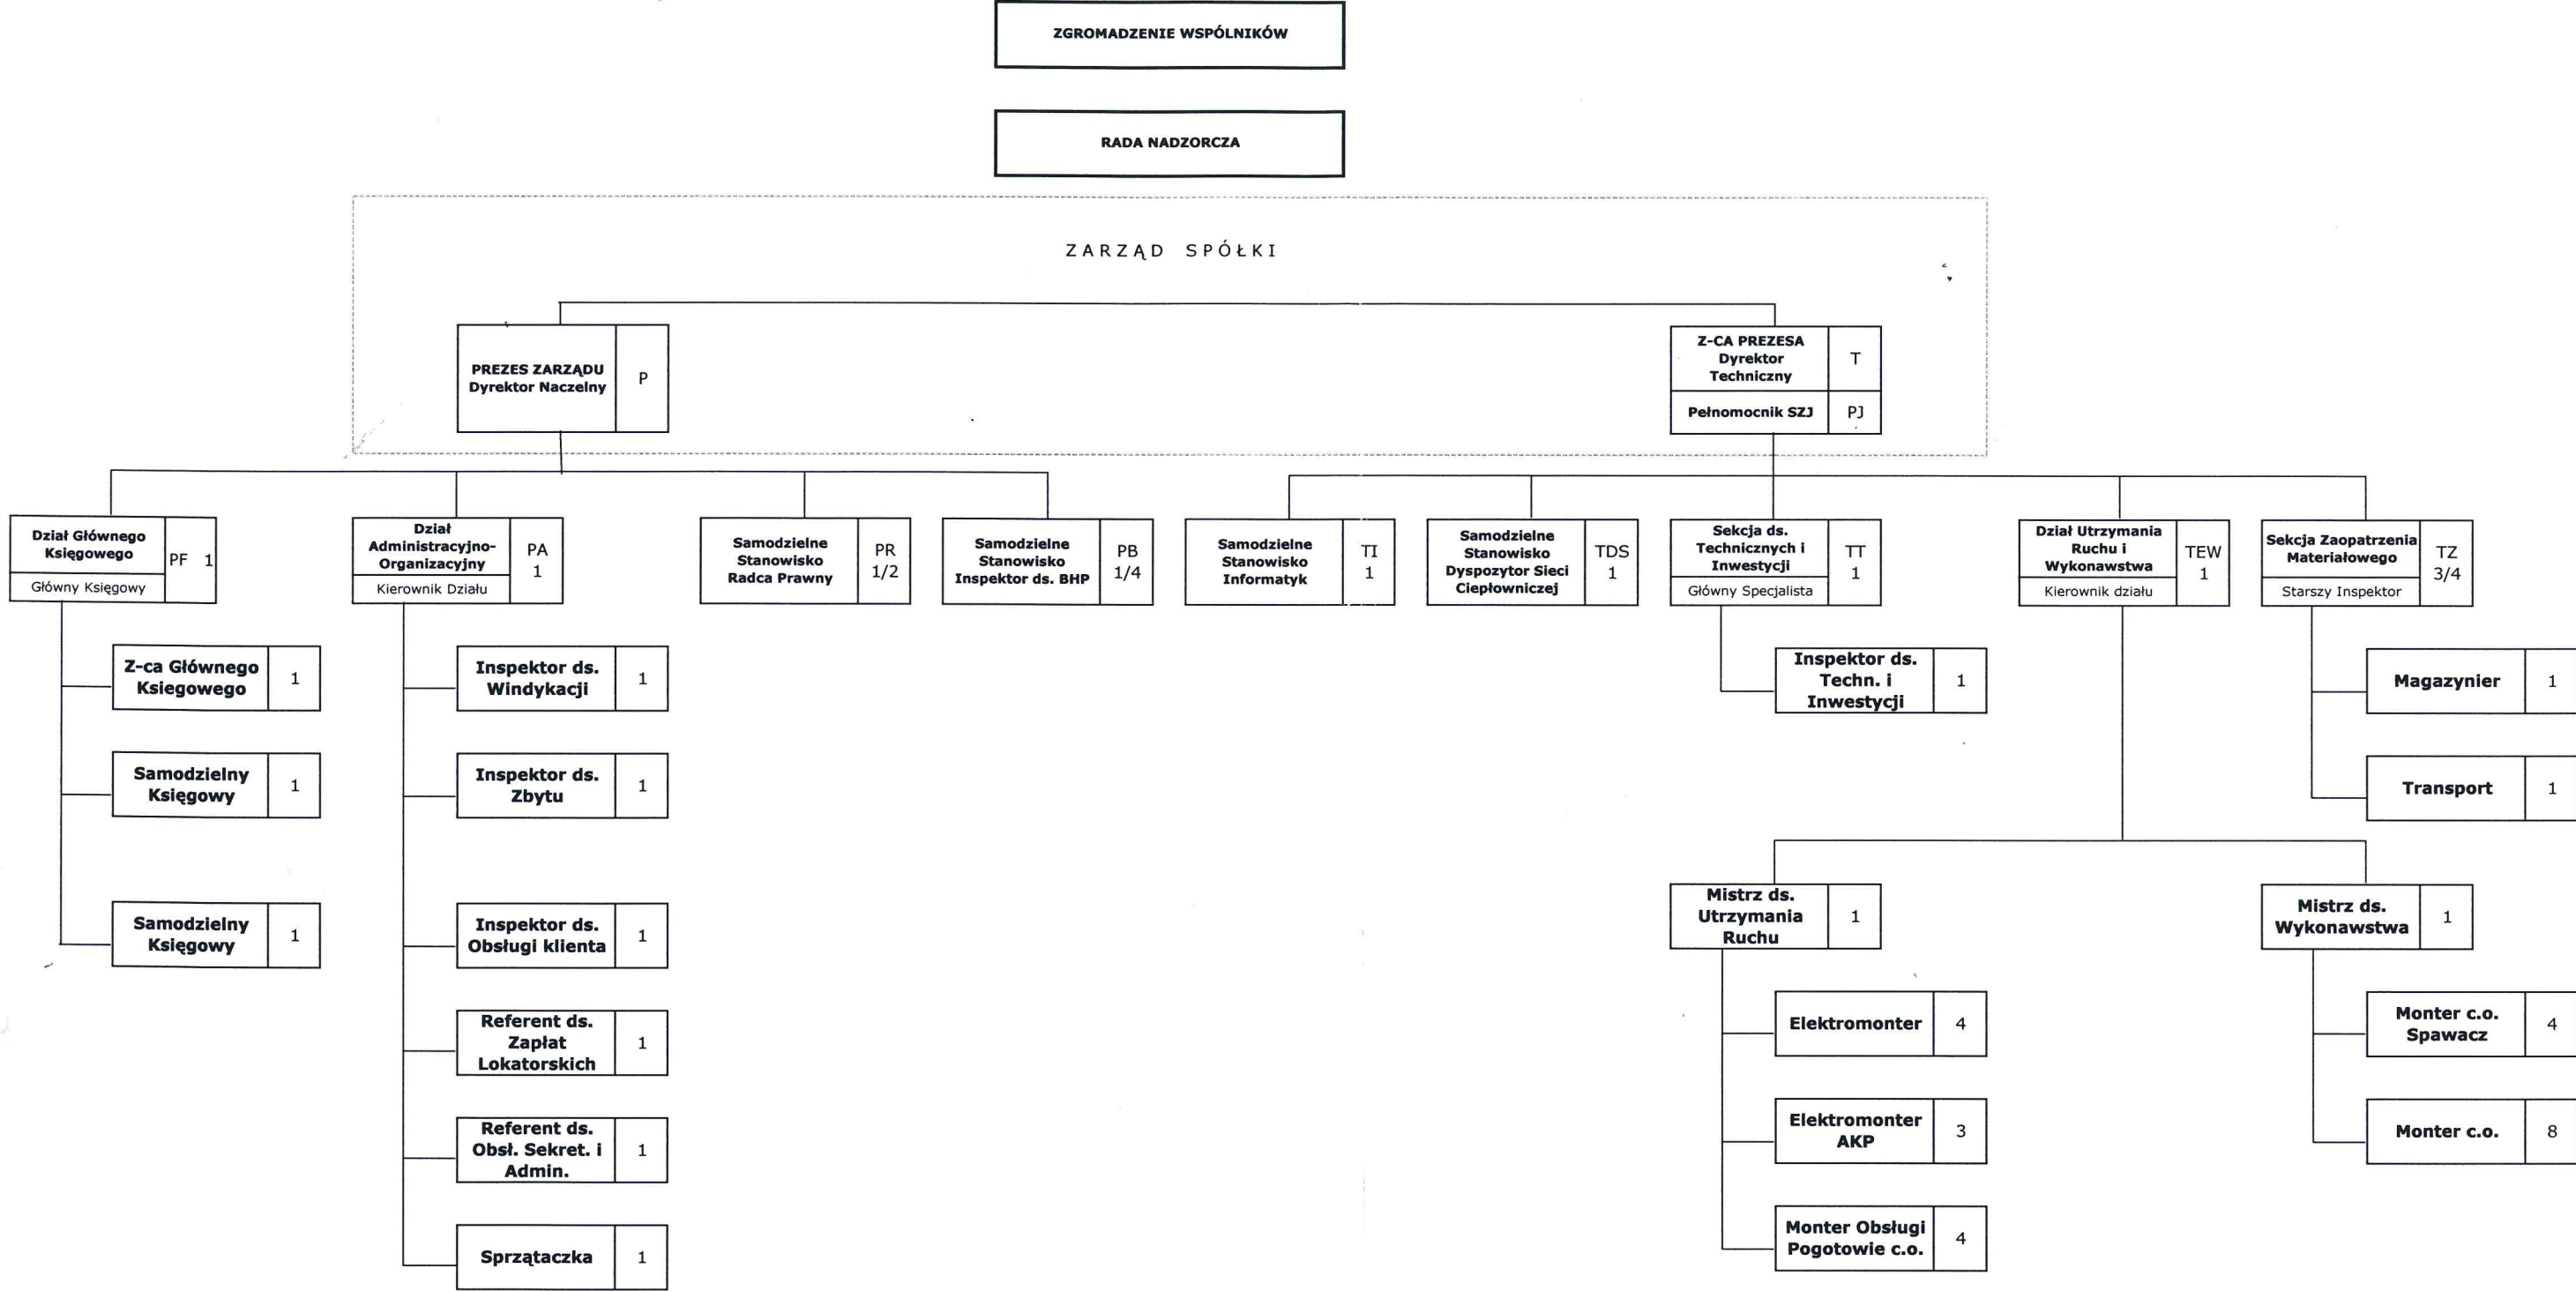 ZGROMADZENIE WSPÓLNIKÓW
RADA NADZORCZA
ZARZĄD SPÓŁKI
PREZES ZARZĄDU
Dyrektor Naczelny
P
Z-CA PREZESA
Dyrektor
Techniczny
T
Pełnomocnik SZJ
PJ
Dział Głównego
Księgowego
PF 1
Główny Księgowy
Dział
Administracyjno-
Organizacyjny
PA
1
Kierownik Działu
Samodzielne
Stanowisko
Radca Prawny
PR
1/2
Samodzielne
Stanowisko
Inspektor ds. BHP
PB
1/4
Samodzielne
Stanowisko
Informatyk
TI
1
Samodzielne
Stanowisko
Dyspozytor Sieci
Ciepłowniczej
TDS
1
Sekcja ds.
Technicznych i
Inwestycji
TT
1
Główny Specjalista
Dział Utrzymania
Ruchu i
Wykonawstwa
TEW
1
Kierownik działu
Sekcja Zaopatrzenia
Materiałowego
TZ
3/4
Starszy Inspektor
Z-ca Głównego
Ksiegowego
1
Inspektor ds.
Windykacji
1
Inspektor ds.
Techn. i
Inwestycji
1
Magazynier
1
Samodzielny
Księgowy
1
Inspektor ds.
Zbytu
1
Transport
1
Samodzielny
Księgowy
1
Inspektor ds.
Obsługi klienta
1
Mistrz ds.
Utrzymania
Ruchu
1
Mistrz ds.
Wykonawstwa
1
Referent ds.
Zapłat
Lokatorskich
1
Elektromonter
4
Monter c.o.
Spawacz
4
Referent ds.
Obsł. Sekret. i
Admin.
1
Elektromonter
AKP
3
Monter c.o.
8
Sprzątaczka
1
Monter Obsługi
Pogotowie c.o.
4